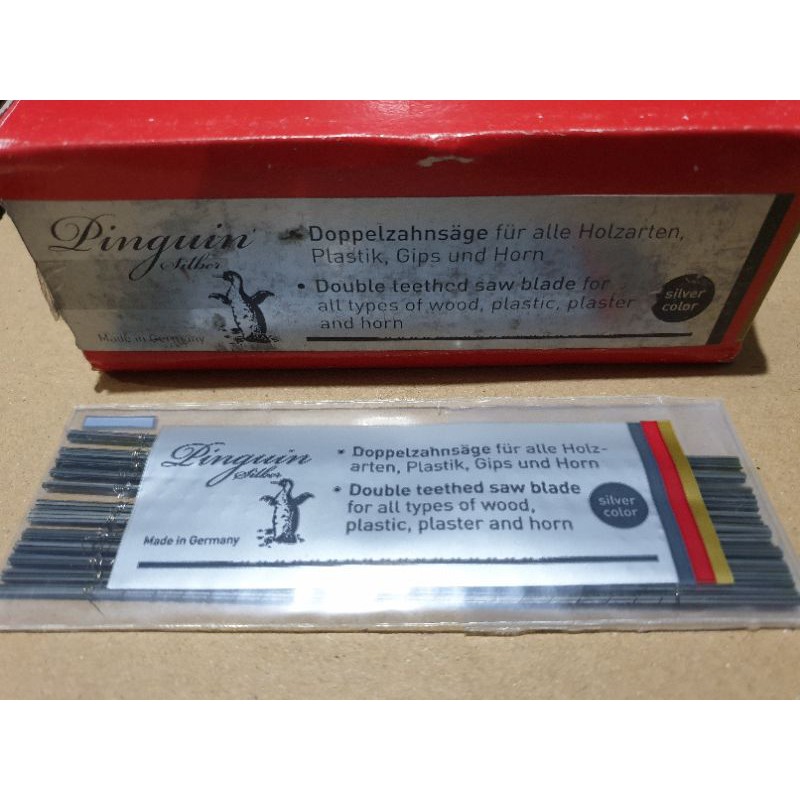 Pinguin
Silber
Made in Germany
Doppelzahnsäge für alle Holzarten,
Plastik, Gips und Horn
• Double teethed saw blade for
all types of wood, plastic, plaster
and horn
silver
color
Pinguin
Silber
Made in Germany
• Doppelzahnsäge für alle Holz-
arten, Plastik, Gips und Horn
• Double teethed saw blade
for all types of wood,
plastic, plaster and horn
silver
color